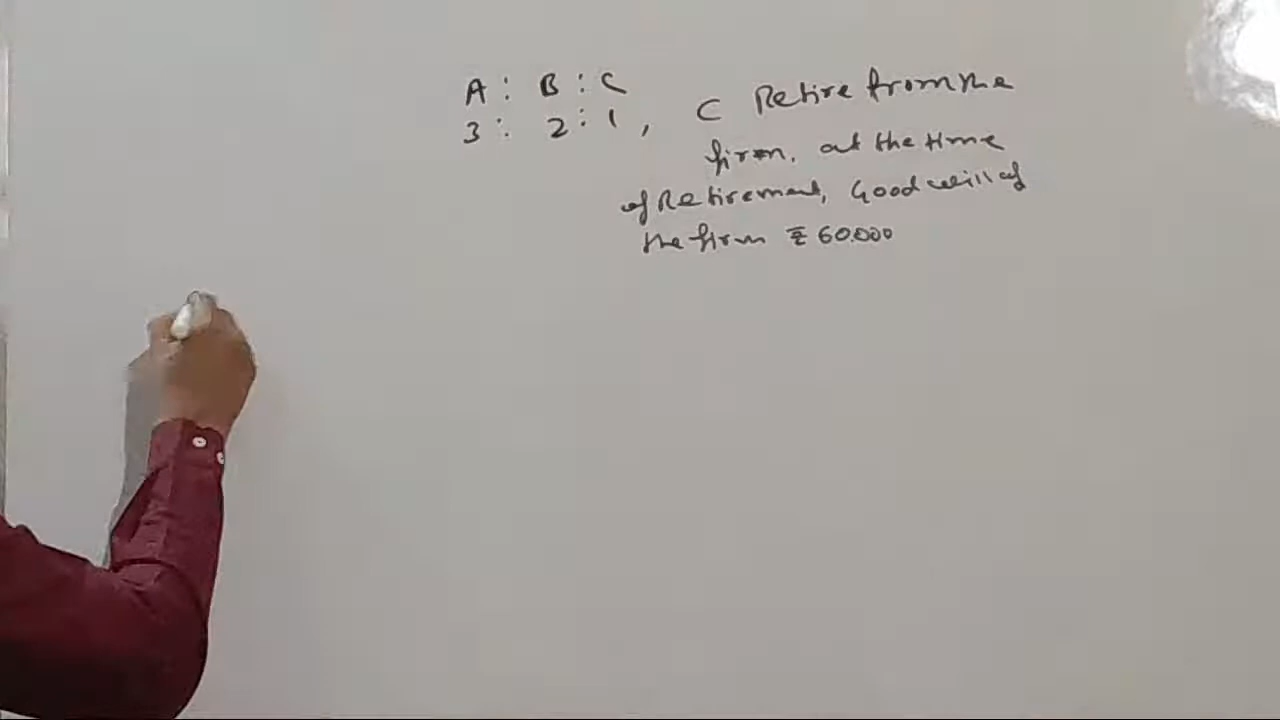 A : B : C
3 : 2 : 1 , C Retire from the
firm, at the time
of Retirement, Goodwill of
the firm ₹ 60.000